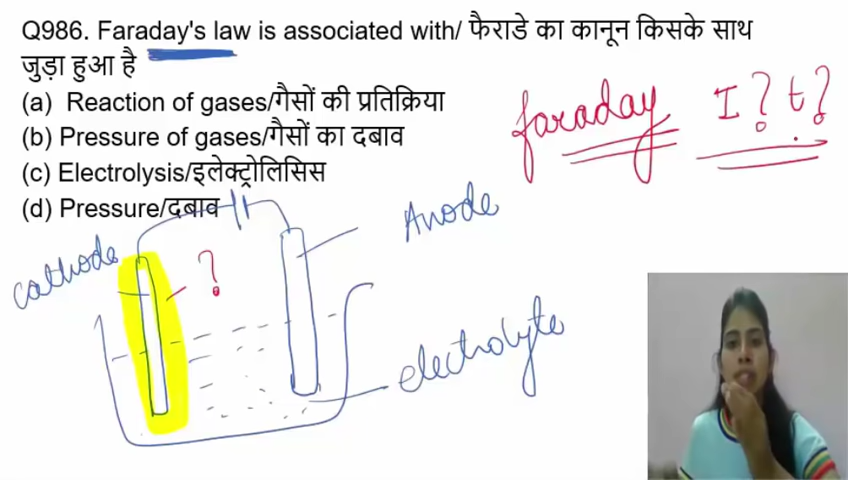 Q986. Faraday's law is associated with/ फैराडे का कानून किसके साथ
जुड़ा हुआ है
(a) Reaction of gases/गैसों की प्रतिक्रिया
(b) Pressure of gases/गैसों का दबाव
(c) Electrolysis/इलेक्ट्रोलिसिस
(d) Pressure/दबाव
faraday I? t?
Anode
cathode
?
electrolyte